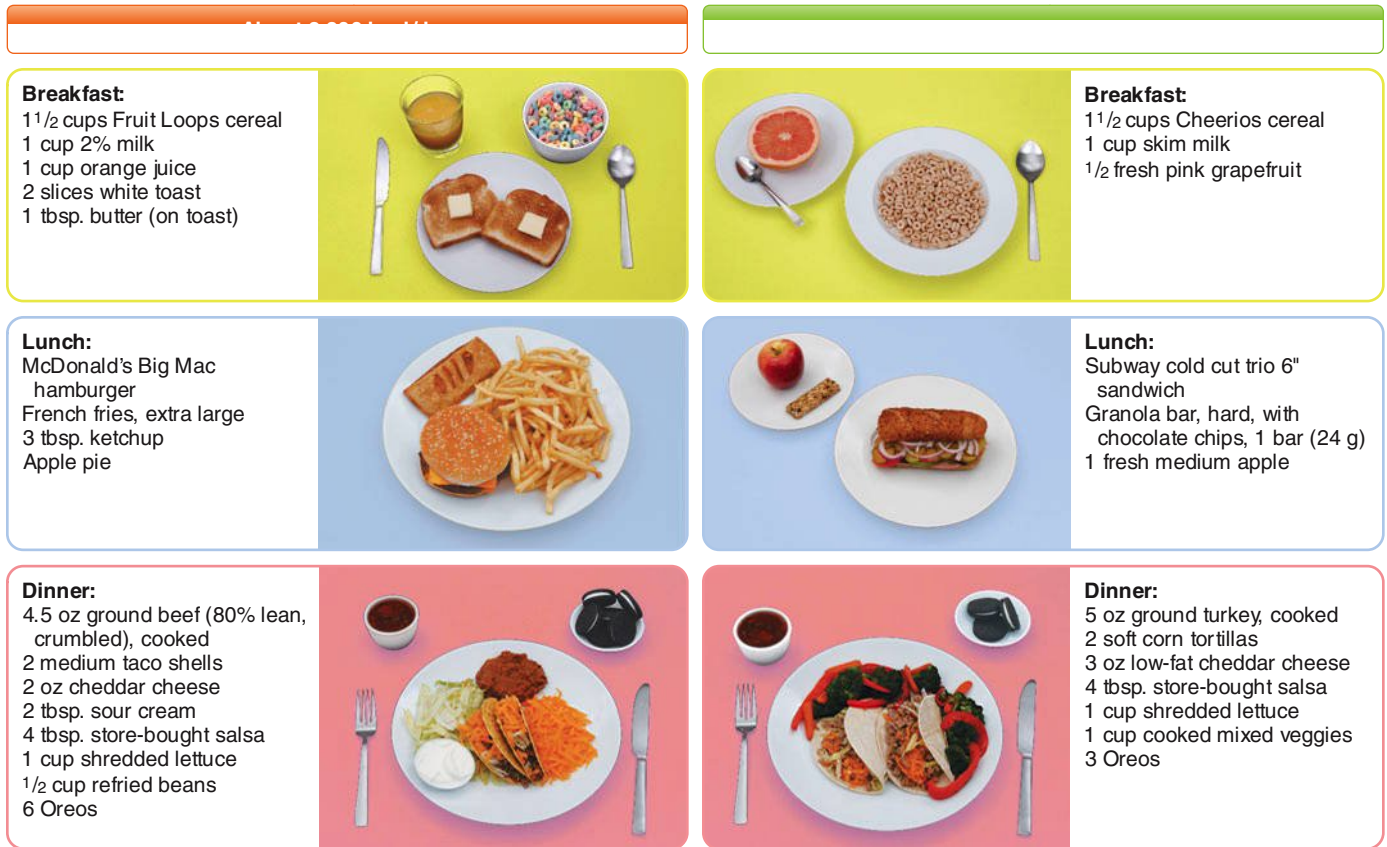 Breakfast:
1 1/2 cups Fruit Loops cereal
1 cup 2% milk
1 cup orange juice
2 slices white toast
1 tbsp. butter (on toast)
Breakfast:
1 1/2 cups Cheerios cereal
1 cup skim milk
1/2 fresh pink grapefruit
Lunch:
McDonald's Big Mac
hamburger
French fries, extra large
3 tbsp. ketchup
Apple pie
Lunch:
Subway cold cut trio 6"
sandwich
Granola bar, hard, with
chocolate chips, 1 bar (24 g)
1 fresh medium apple
Dinner:
4.5 oz ground beef (80% lean,
crumbled), cooked
2 medium taco shells
2 oz cheddar cheese
2 tbsp. sour cream
4 tbsp. store-bought salsa
1 cup shredded lettuce
1/2 cup refried beans
6 Oreos
Dinner:
5 oz ground turkey, cooked
2 soft corn tortillas
3 oz low-fat cheddar cheese
4 tbsp. store-bought salsa
1 cup shredded lettuce
1 cup cooked mixed veggies
3 Oreos